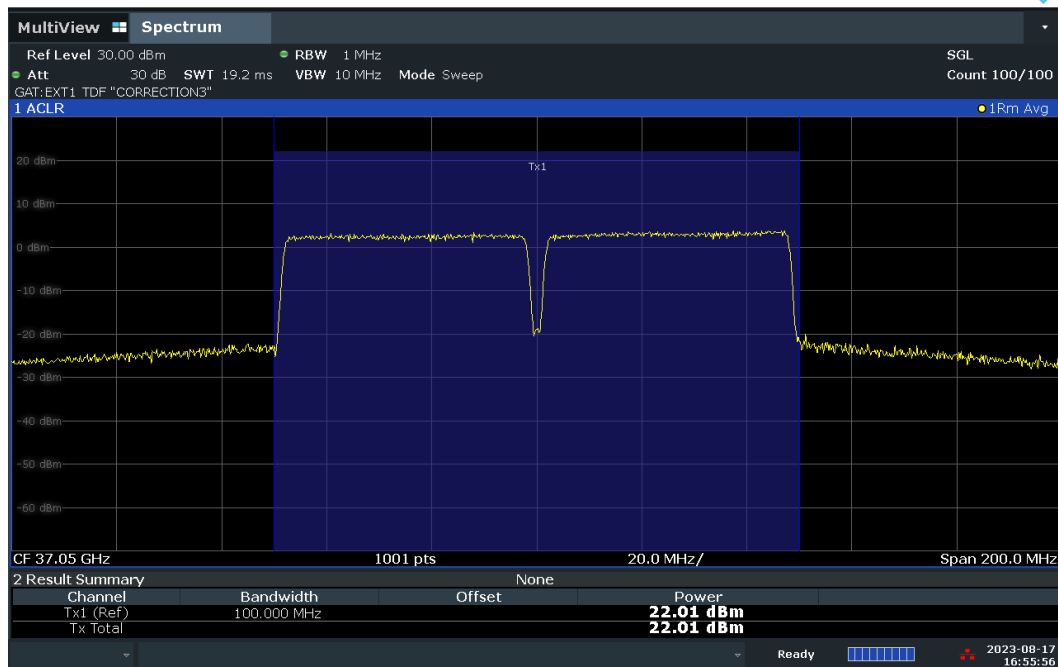 MultiView Spectrum
Ref Level 30.00 dBm RBW 1 MHz SGL
Att 30 dB SWT 19.2 ms VBW 10 MHz Mode Sweep Count 100/100
GAT:EXT1 TDF "CORRECTION3"
1 ACLR 1Rm Avg
Tx1
20 dBm
10 dBm
0 dBm
-10 dBm
-20 dBm
-30 dBm
-40 dBm
-50 dBm
-60 dBm
CF 37.05 GHz 1001 pts 20.0 MHz/ Span 200.0 MHz
2 Result Summary None
Channel Bandwidth Offset Power
Tx1 (Ref) 100.000 MHz 22.01 dBm
Tx Total 22.01 dBm
Ready 2023-08-17
16:55:56